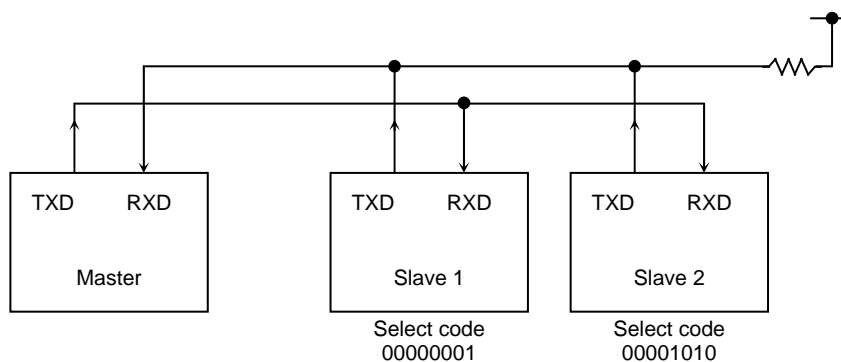 TXD RXD TXD RXD TXD RXD
Master Slave 1 Slave 2
Select code Select code
00000001 00001010